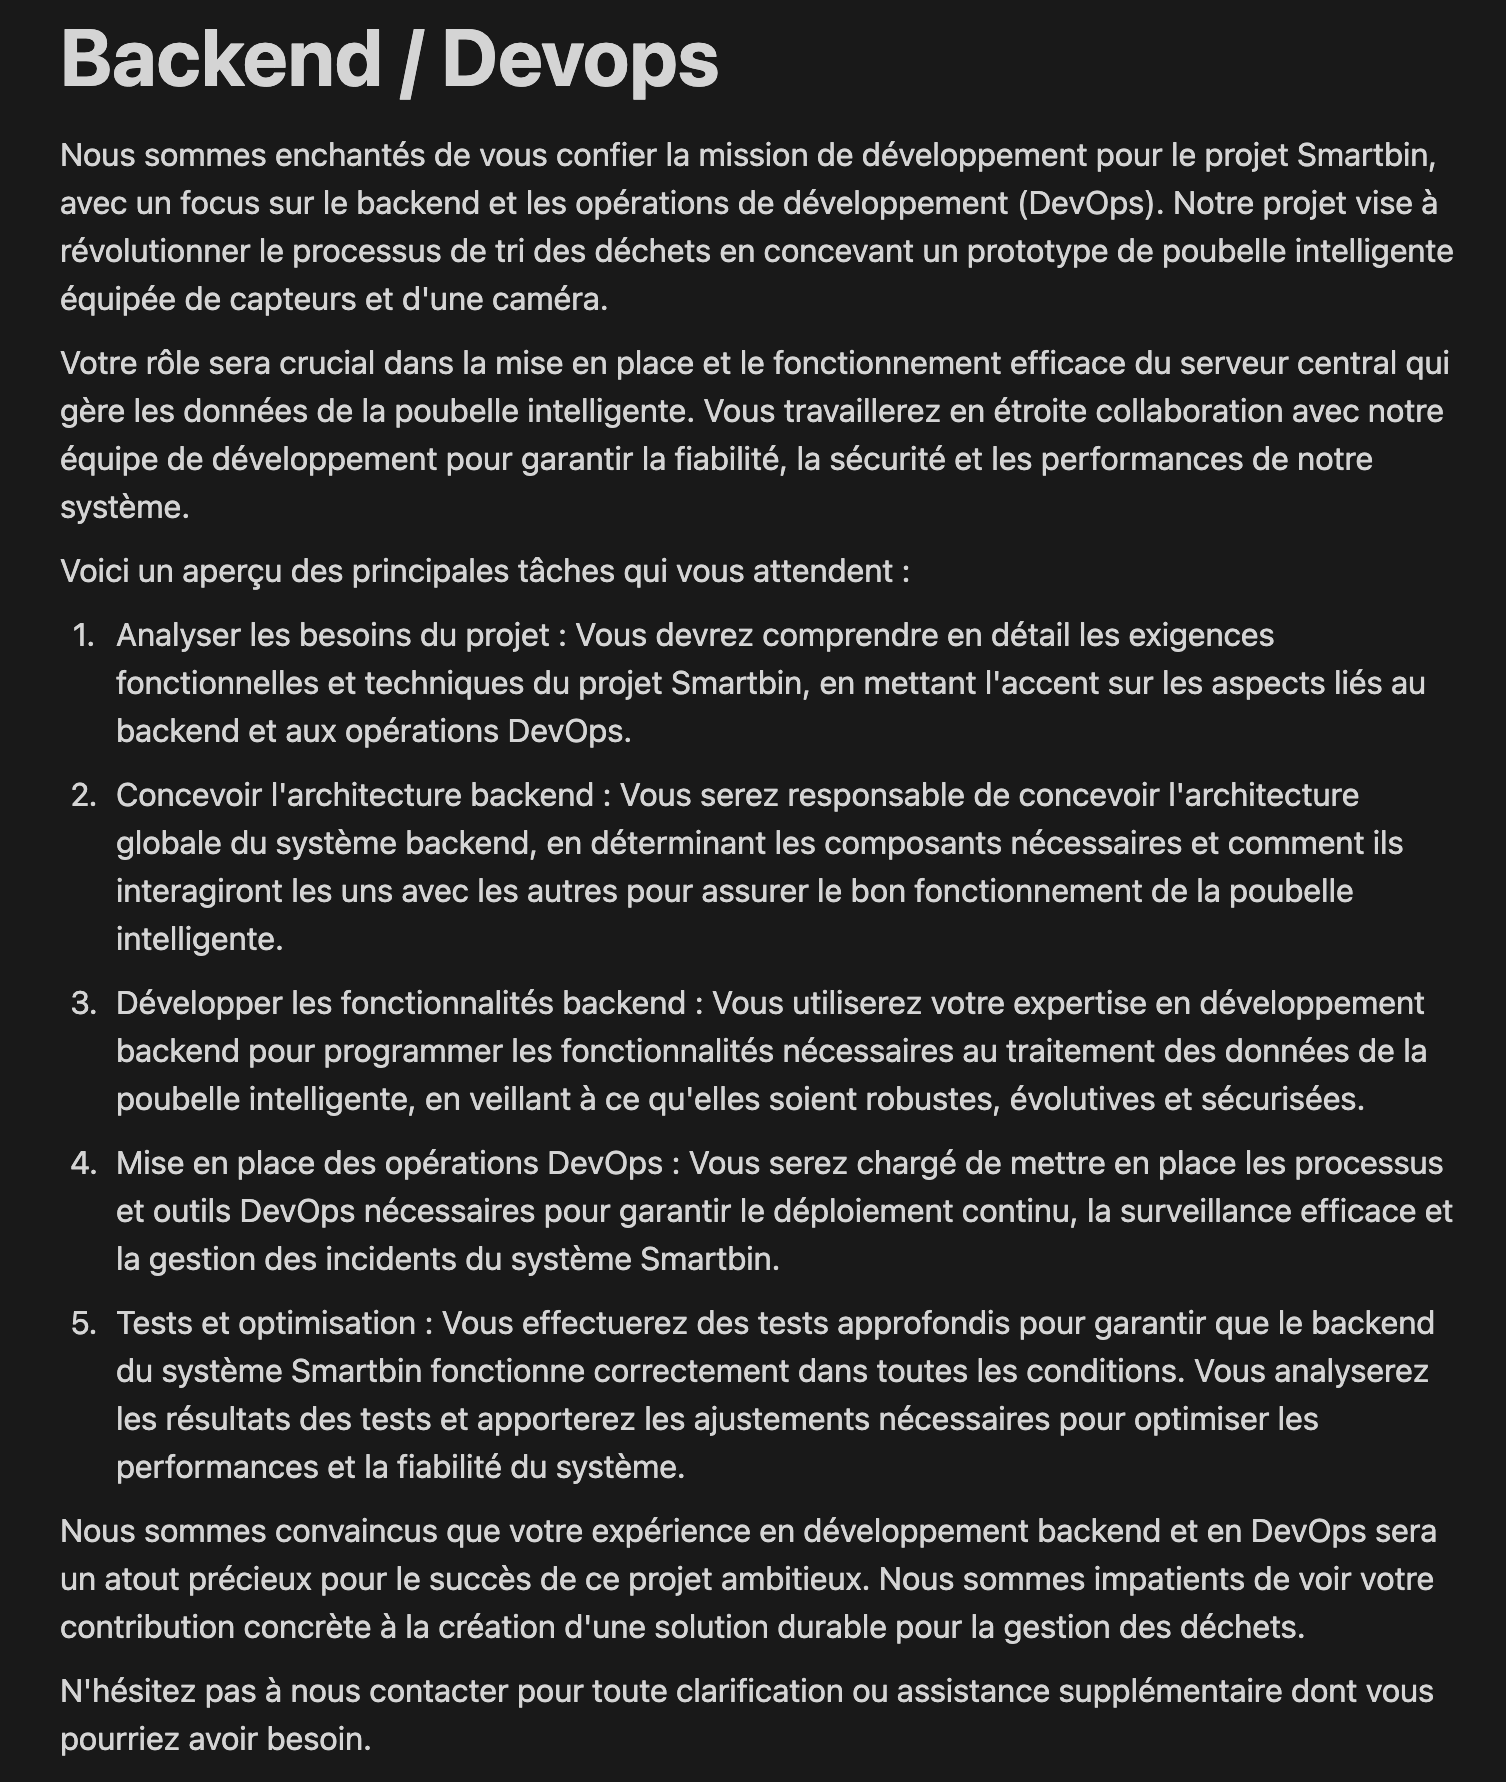 Backend / Devops
Nous sommes enchantés de vous confier la mission de développement pour le projet Smartbin,
avec un focus sur le backend et les opérations de développement (DevOps). Notre projet vise à
révolutionner le processus de tri des déchets en concevant un prototype de poubelle intelligente
équipée de capteurs et d'une caméra.
Votre rôle sera crucial dans la mise en place et le fonctionnement efficace du serveur central qui
gère les données de la poubelle intelligente. Vous travaillerez en étroite collaboration avec notre
équipe de développement pour garantir la fiabilité, la sécurité et les performances de notre
système.
Voici un aperçu des principales tâches qui vous attendent :
1. Analyser les besoins du projet : Vous devrez comprendre en détail les exigences
fonctionnelles et techniques du projet Smartbin, en mettant l'accent sur les aspects liés au
backend et aux opérations DevOps.
2. Concevoir l'architecture backend : Vous serez responsable de concevoir l'architecture
globale du système backend, en déterminant les composants nécessaires et comment ils
interagiront les uns avec les autres pour assurer le bon fonctionnement de la poubelle
intelligente.
3. Développer les fonctionnalités backend : Vous utiliserez votre expertise en développement
backend pour programmer les fonctionnalités nécessaires au traitement des données de la
poubelle intelligente, en veillant à ce qu'elles soient robustes, évolutives et sécurisées.
4. Mise en place des opérations DevOps : Vous serez chargé de mettre en place les processus
et outils DevOps nécessaires pour garantir le déploiement continu, la surveillance efficace et
la gestion des incidents du système Smartbin.
5. Tests et optimisation : Vous effectuerez des tests approfondis pour garantir que le backend
du système Smartbin fonctionne correctement dans toutes les conditions. Vous analyserez
les résultats des tests et apporterez les ajustements nécessaires pour optimiser les
performances et la fiabilité du système.
Nous sommes convaincus que votre expérience en développement backend et en DevOps sera
un atout précieux pour le succès de ce projet ambitieux. Nous sommes impatients de voir votre
contribution concrète à la création d'une solution durable pour la gestion des déchets.
N'hésitez pas à nous contacter pour toute clarification ou assistance supplémentaire dont vous
pourriez avoir besoin.